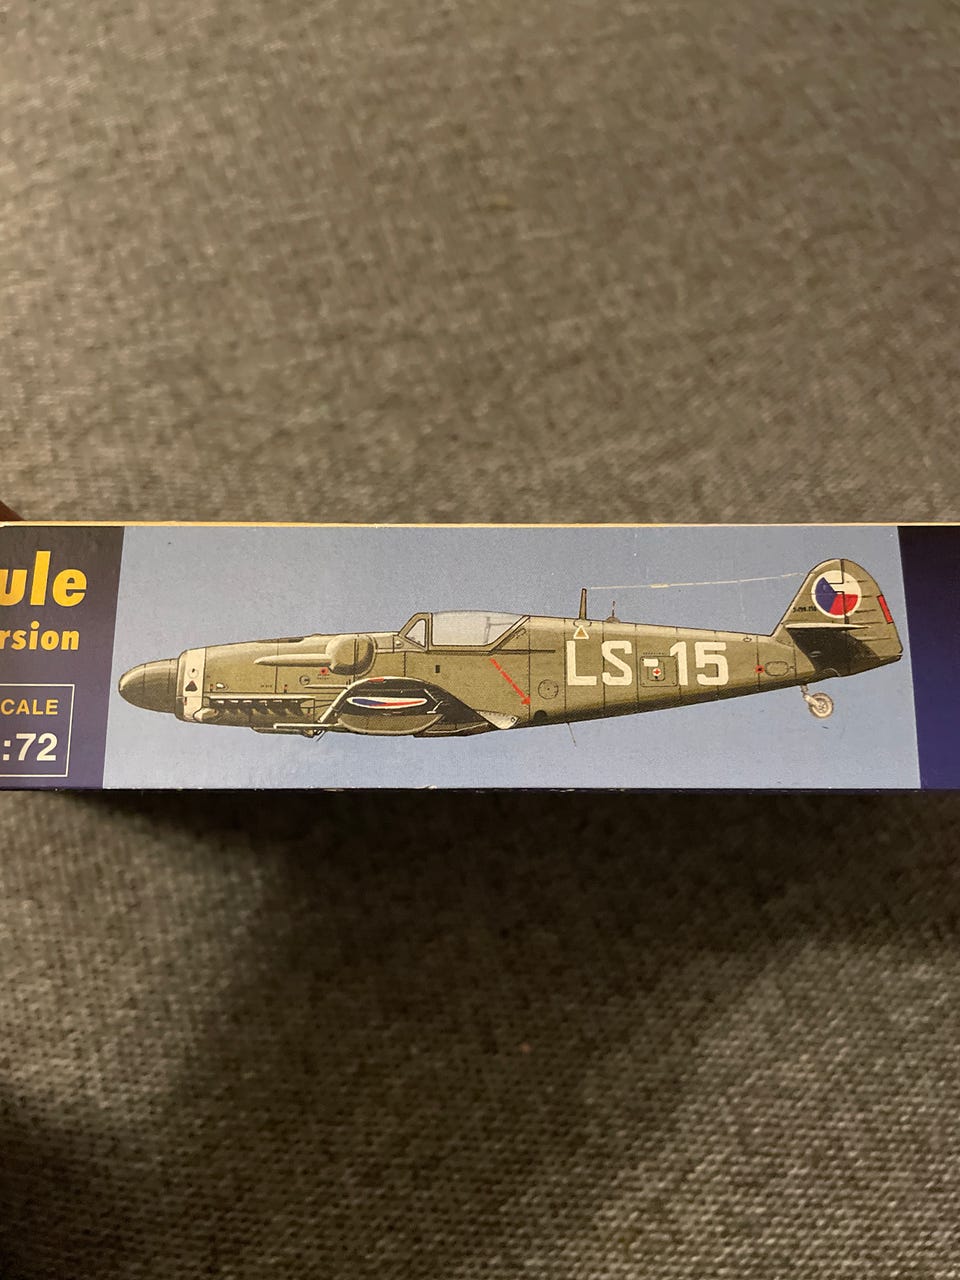 ule
rsion
CALE
:72
LS-15